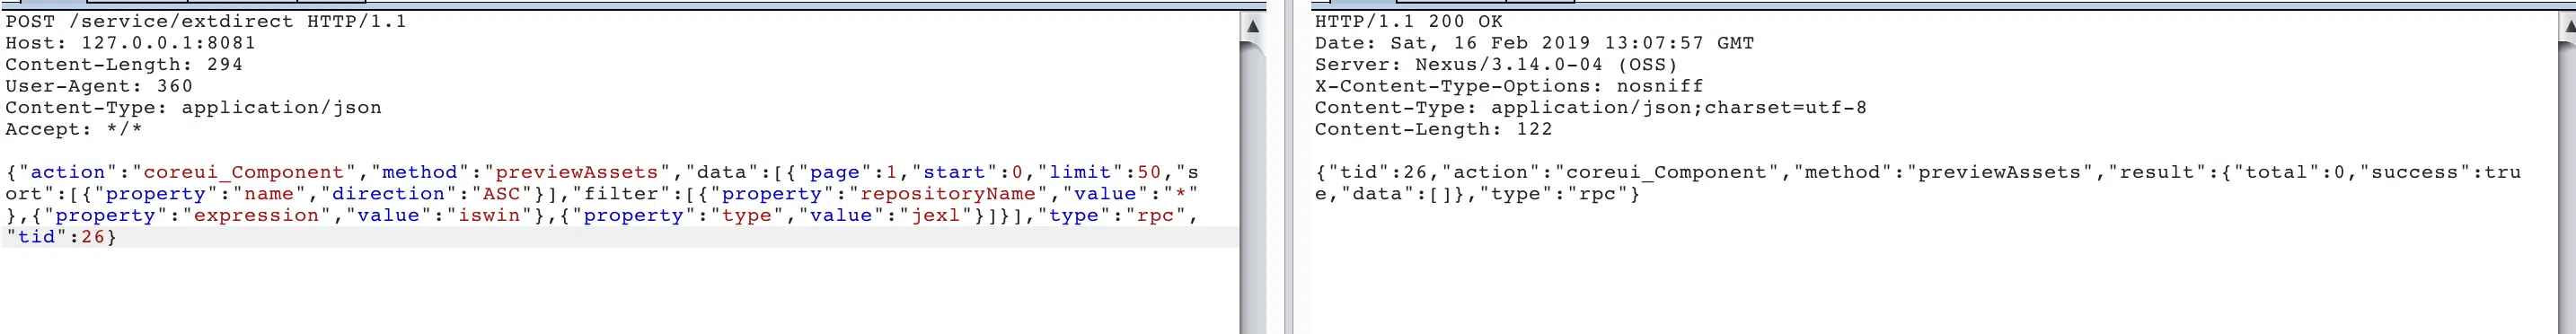 POST /service/extdirect HTTP/1.1
Host: 127.0.0.1:8081
Content-Length: 294
User-Agent: 360
Content-Type: application/json
Accept: */*
{"action":"coreui_Component","method":"previewAssets","data":[{"page":1,"start":0,"limit":50,"s
ort":[{"property":"name","direction":"ASC"}],"filter":[{"property":"repositoryName","value":"*"
},{"property":"expression","value":"iswin"},{"property":"type","value":"jexl"}]}],"type":"rpc",
"tid":26}
HTTP/1.1 200 OK
Date: Sat, 16 Feb 2019 13:07:57 GMT
Server: Nexus/3.14.0-04 (OSS)
X-Content-Type-Options: nosniff
Content-Type: application/json;charset=utf-8
Content-Length: 122
{"tid":26,"action":"coreui_Component","method":"previewAssets","result":{"total":0,"success":tru
e,"data":[]},"type":"rpc"}